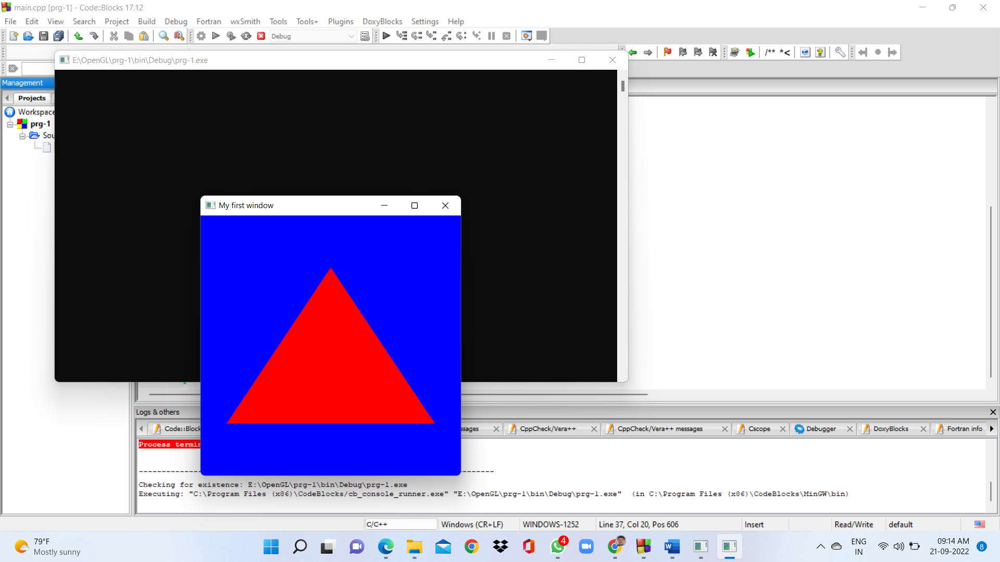 main.cpp [prg-1] - Code::Blocks 17.12
File Edit View Search Project Build Debug Fortran wxSmith Tools Tools+ Plugins DoxyBlocks Settings Help
Debug
/** *<
E:\OpenGL\prg-1\bin\Debug\prg-1.exe
Management
Projects
Workspace
prg-1
Sou
My first window
Logs & others
Code::Block
ssages
CppCheck/Vera++
CppCheck/Vera++ messages
Cscope
Debugger
DoxyBlocks
Fortran info
Process termin
--------------------------------------------------------------------------
Checking for existence: E:\OpenGL\prg-1\bin\Debug\prg-1.exe
Executing: "C:\Program Files (x86)\CodeBlocks/cb_console_runner.exe" "E:\OpenGL\prg-1\bin\Debug\prg-1.exe"  (in C:\Program Files (x86)\CodeBlocks\MinGW\bin)
C/C++
Windows (CR+LF)
WINDOWS-1252
Line 37, Col 20, Pos 606
Insert
Read/Write
default
79°F
Mostly sunny
4
ENG
IN
09:14 AM
21-09-2022
8